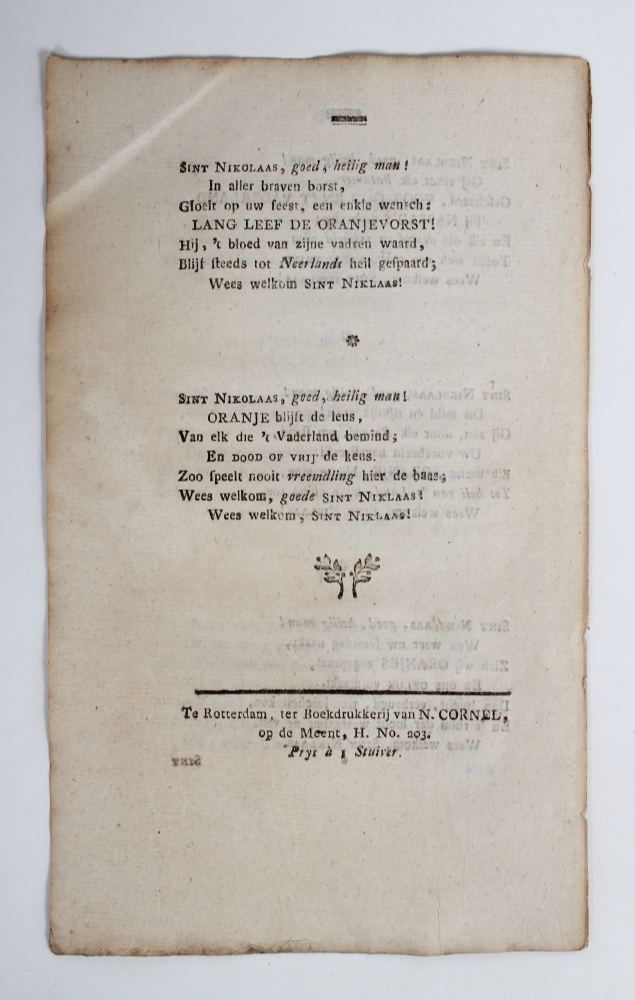 SINT NIKOLAAS, goed, heilig man!
In aller braven borst,
Gloeit op uw feest, een enkle wensch:
LANG LEEF DE ORANJEVORST!
Hij, 't bloed van zijne vadren waard,
Blijf ſteeds tot Neerlands heil geſpaard;
Wees welkom SINT NIKLAAS!
SINT NIKOLAAS, goed, heilig man!
ORANJE blijft de leus,
Van elk die 't Vaderland bemind;
En DOOD OF VRIJ de keus.
Zoo ſpeelt nooit vreemdling hier de baas;
Wees welkom, goede SINT NIKLAAS!
Wees welkom, SINT NIKLAAS!
Te Rotterdam, ter Boekdrukkerij van N. CORNEL,
op de Meent, H. No. 203.
Prys à 1 Stuiver.